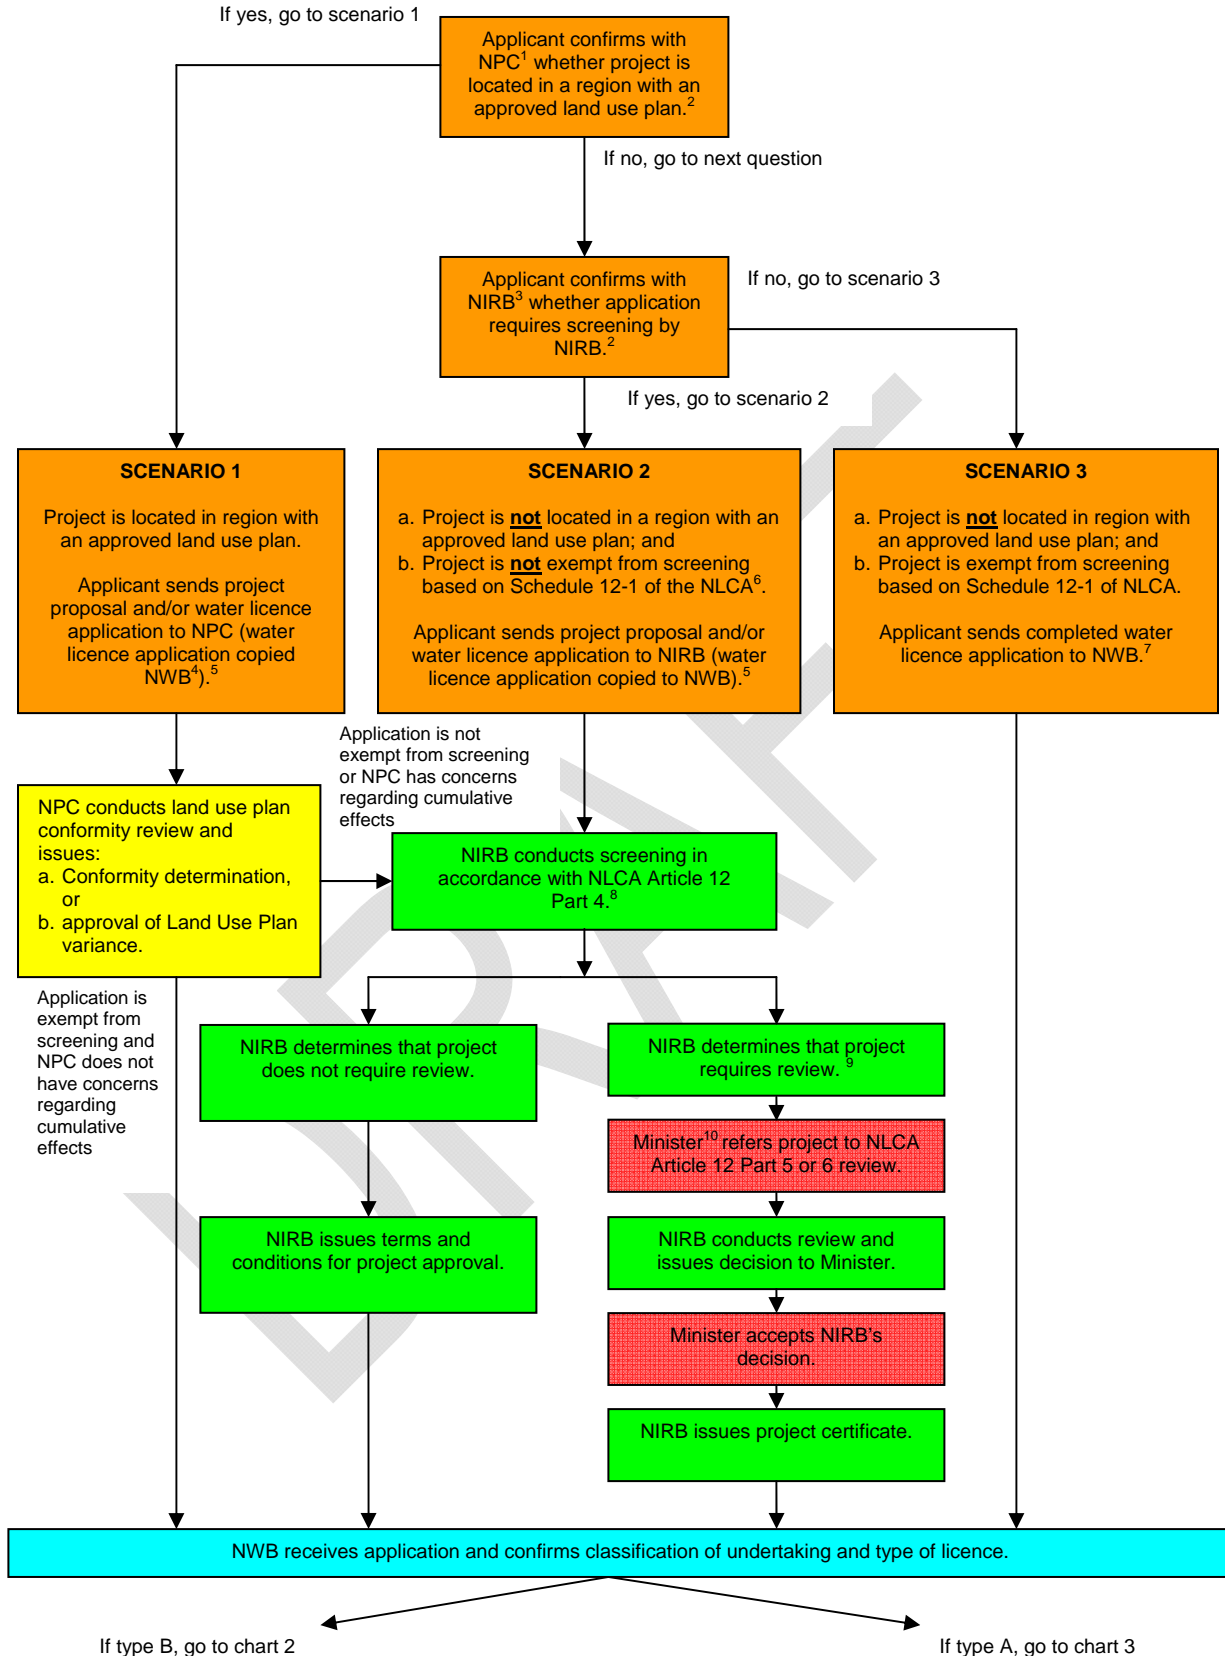 If yes, go to scenario 1
Applicant confirms with
NPC1 whether project is
located in a region with an
approved land use plan.2
If no, go to next question
Applicant confirms with
NIRB3 whether application
requires screening by
NIRB.2
If no, go to scenario 3
If yes, go to scenario 2
SCENARIO 1
Project is located in region with
an approved land use plan.
Applicant sends project
proposal and/or water licence
application to NPC (water
licence application copied
NWB4).5
SCENARIO 2
a. Project is not located in a region with an
approved land use plan; and
b. Project is not exempt from screening
based on Schedule 12-1 of the NLCA6.
Applicant sends project proposal and/or
water licence application to NIRB (water
licence application copied to NWB).5
SCENARIO 3
a. Project is not located in region with
an approved land use plan; and
b. Project is exempt from screening
based on Schedule 12-1 of NLCA.
Applicant sends completed water
licence application to NWB.7
Application is not
exempt from screening
or NPC has concerns
regarding cumulative
effects
NPC conducts land use plan
conformity review and
issues:
a. Conformity determination,
or
b. approval of Land Use Plan
variance.
NIRB conducts screening in
accordance with NLCA Article 12
Part 4.8
Application is
exempt from
screening and
NPC does not
have concerns
regarding
cumulative
effects
NIRB determines that project
does not require review.
NIRB determines that project
requires review. 9
Minister10 refers project to NLCA
Article 12 Part 5 or 6 review.
NIRB issues terms and
conditions for project approval.
NIRB conducts review and
issues decision to Minister.
Minister accepts NIRB's
decision.
NIRB issues project certificate.
NWB receives application and confirms classification of undertaking and type of licence.
If type B, go to chart 2
If type A, go to chart 3
DRAFT